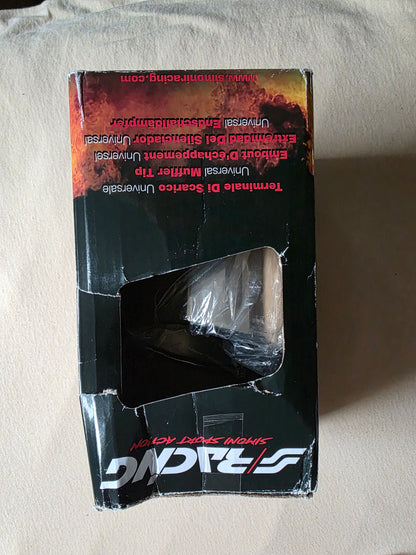 S/RACING
SIMONI SPORT ACTION
Terminale Di Scarico Universale
Universal Muffler Tip
Embout D'échappement Universel
Extremidad Del Silenciador Universal
Universal Endschalldämpfer
www.simoniracing.com